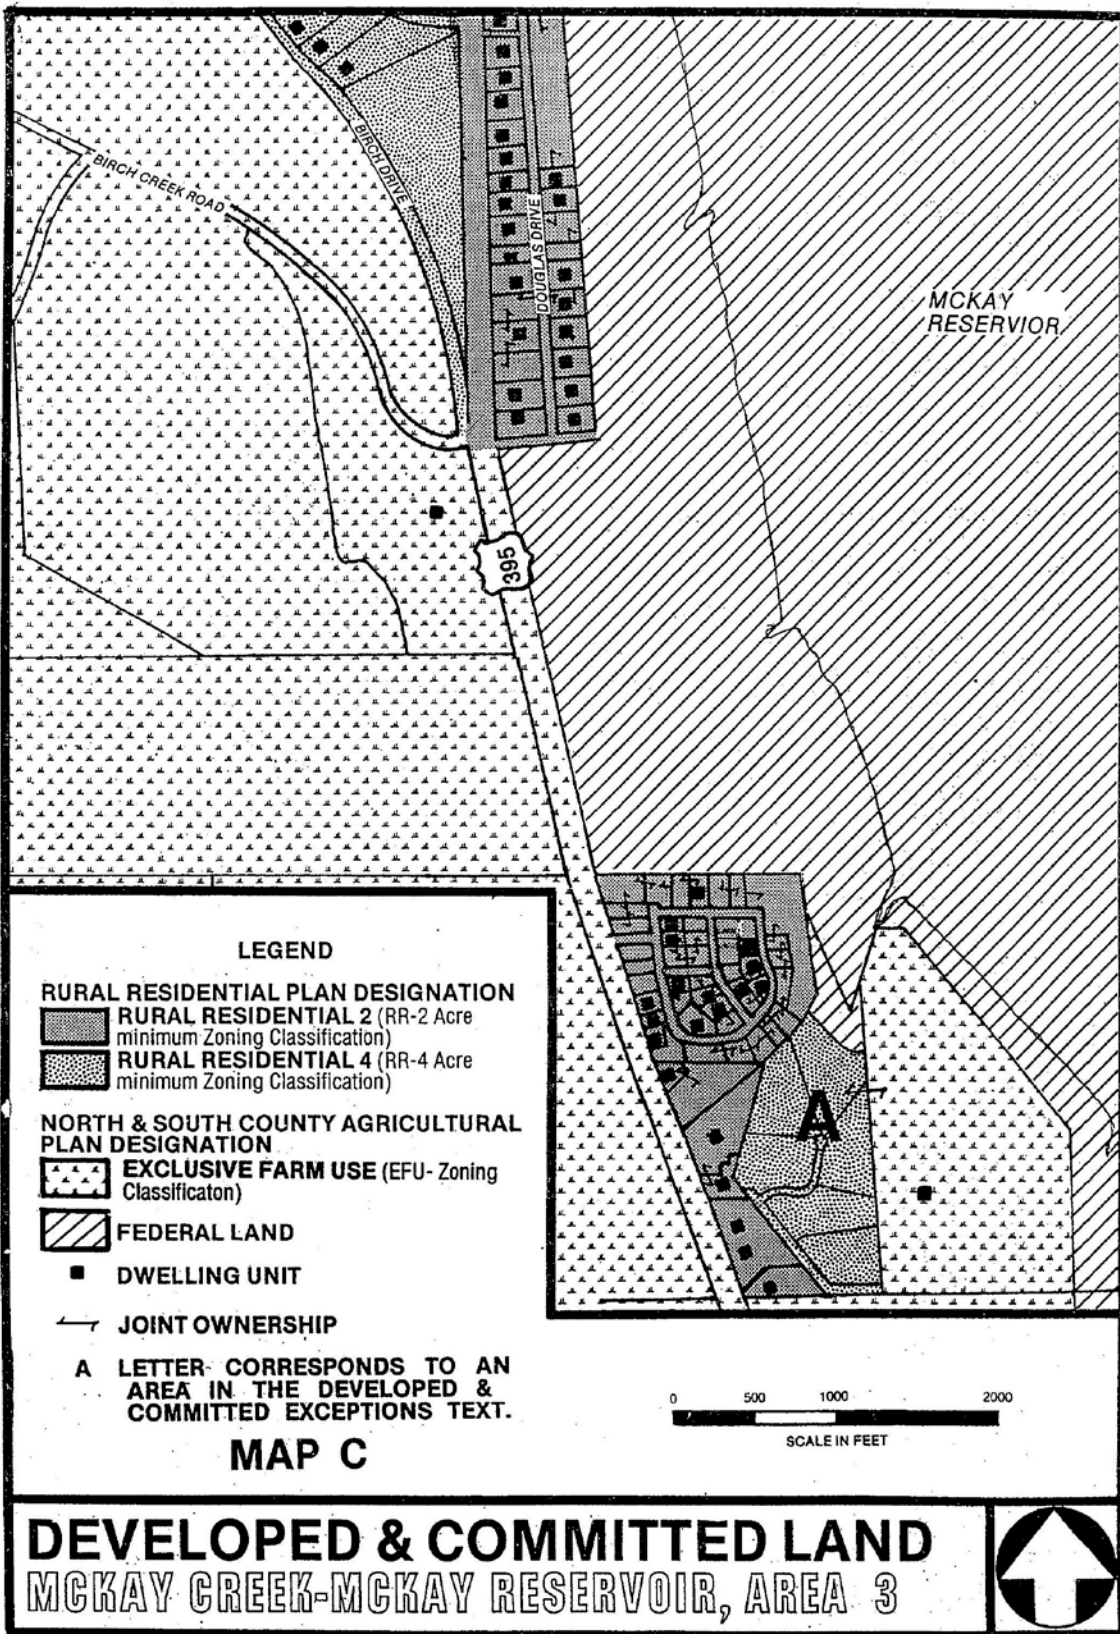 BIRCH DRIVE
BIRCH CREEK ROAD
DOUGLAS DRIVE
MCKAY
RESERVIOR
395
A
LEGEND
RURAL RESIDENTIAL PLAN DESIGNATION
RURAL RESIDENTIAL 2 (RR-2 Acre
minimum Zoning Classification)
RURAL RESIDENTIAL 4 (RR-4 Acre
minimum Zoning Classification)
NORTH & SOUTH COUNTY AGRICULTURAL
PLAN DESIGNATION
EXCLUSIVE FARM USE (EFU- Zoning
Classificaton)
FEDERAL LAND
DWELLING UNIT
JOINT OWNERSHIP
A LETTER CORRESPONDS TO AN
AREA IN THE DEVELOPED &
COMMITTED EXCEPTIONS TEXT.
MAP C
0 500 1000 2000
SCALE IN FEET
DEVELOPED & COMMITTED LAND
MCKAY CREEK-MCKAY RESERVOIR, AREA 3